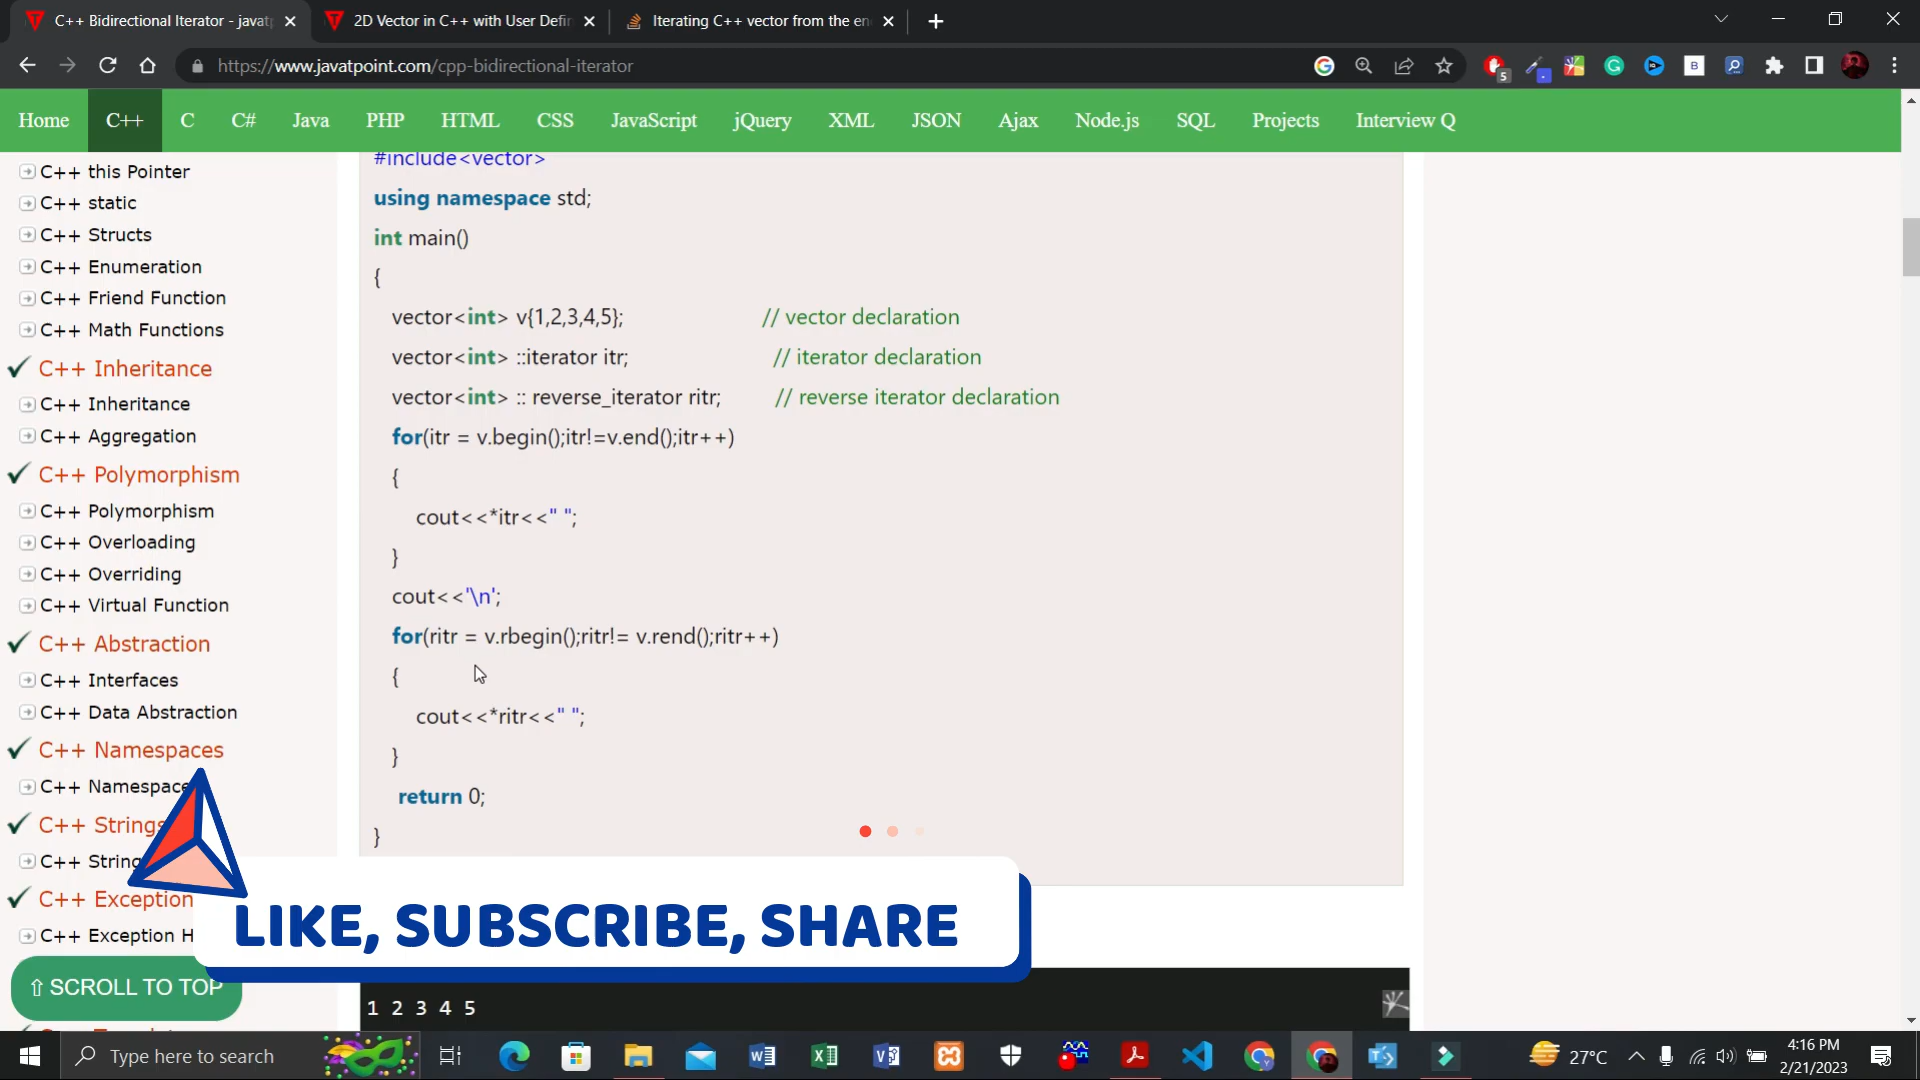 C++ Bidirectional Iterator - javatp
2D Vector in C++ with User Defin
Iterating C++ vector from the en
https://www.javatpoint.com/cpp-bidirectional-iterator
5
B
Home C++ C C# Java PHP HTML CSS JavaScript jQuery XML JSON Ajax Node.js SQL Projects Interview Q
C++ this Pointer
C++ static
C++ Structs
C++ Enumeration
C++ Friend Function
C++ Math Functions
C++ Inheritance
C++ Inheritance
C++ Aggregation
C++ Polymorphism
C++ Polymorphism
C++ Overloading
C++ Overriding
C++ Virtual Function
C++ Abstraction
C++ Interfaces
C++ Data Abstraction
C++ Namespaces
C++ Namespace
C++ Strings
C++ String
C++ Exception
C++ Exception H
⇧ SCROLL TO TOP
#include<vector>
using namespace std;
int main()
{
vector<int> v{1,2,3,4,5}; // vector declaration
vector<int> ::iterator itr; // iterator declaration
vector<int> :: reverse_iterator ritr; // reverse iterator declaration
for(itr = v.begin();itr!=v.end();itr++)
{
cout<<*itr<<" ";
}
cout<<'\n';
for(ritr = v.rbegin();ritr!= v.rend();ritr++)
{
cout<<*ritr<<" ";
}
return 0;
}
LIKE, SUBSCRIBE, SHARE
1 2 3 4 5
Type here to search
27°C
4:16 PM
2/21/2023